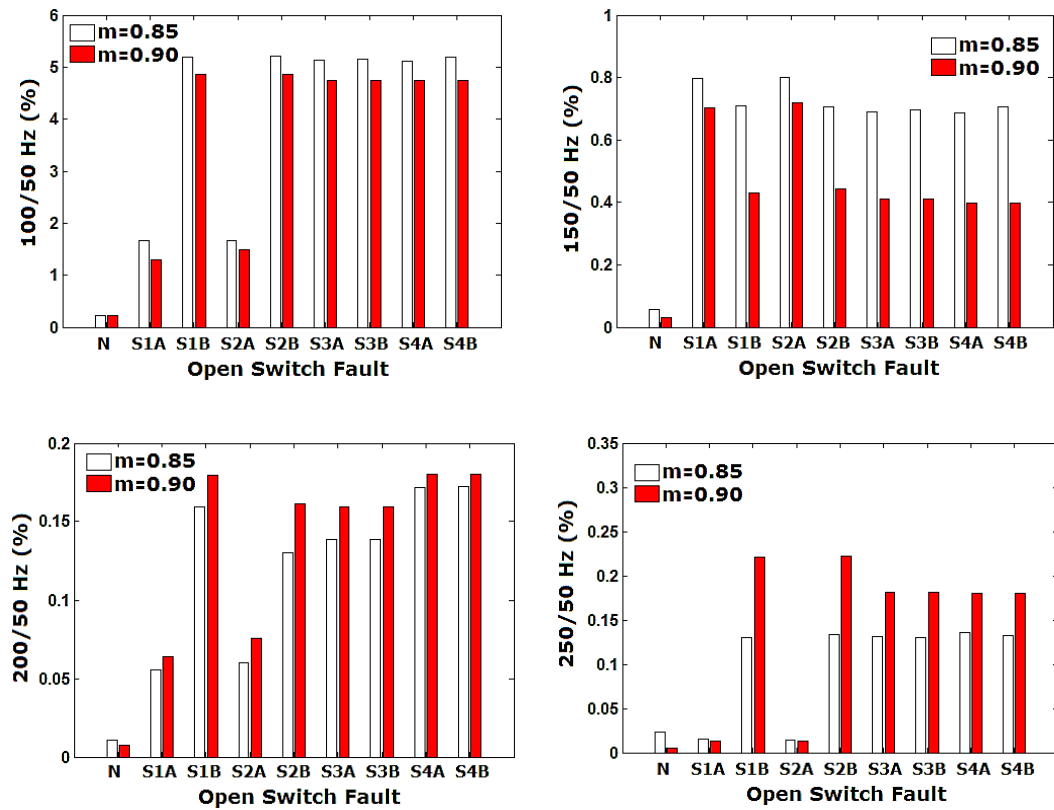 100/50 Hz (%)
6
5
4
3
2
1
0
m=0.85
m=0.90
N S1A S1B S2A S2B S3A S3B S4A S4B
Open Switch Fault
150/50 Hz (%)
1
0.8
0.6
0.4
0.2
0
m=0.85
m=0.90
N S1A S1B S2A S2B S3A S3B S4A S4B
Open Switch Fault
200/50 Hz (%)
0.2
0.15
0.1
0.05
0
m=0.85
m=0.90
N S1A S1B S2A S2B S3A S3B S4A S4B
Open Switch Fault
250/50 Hz (%)
0.35
0.3
0.25
0.2
0.15
0.1
0.05
0
m=0.85
m=0.90
N S1A S1B S2A S2B S3A S3B S4A S4B
Open Switch Fault